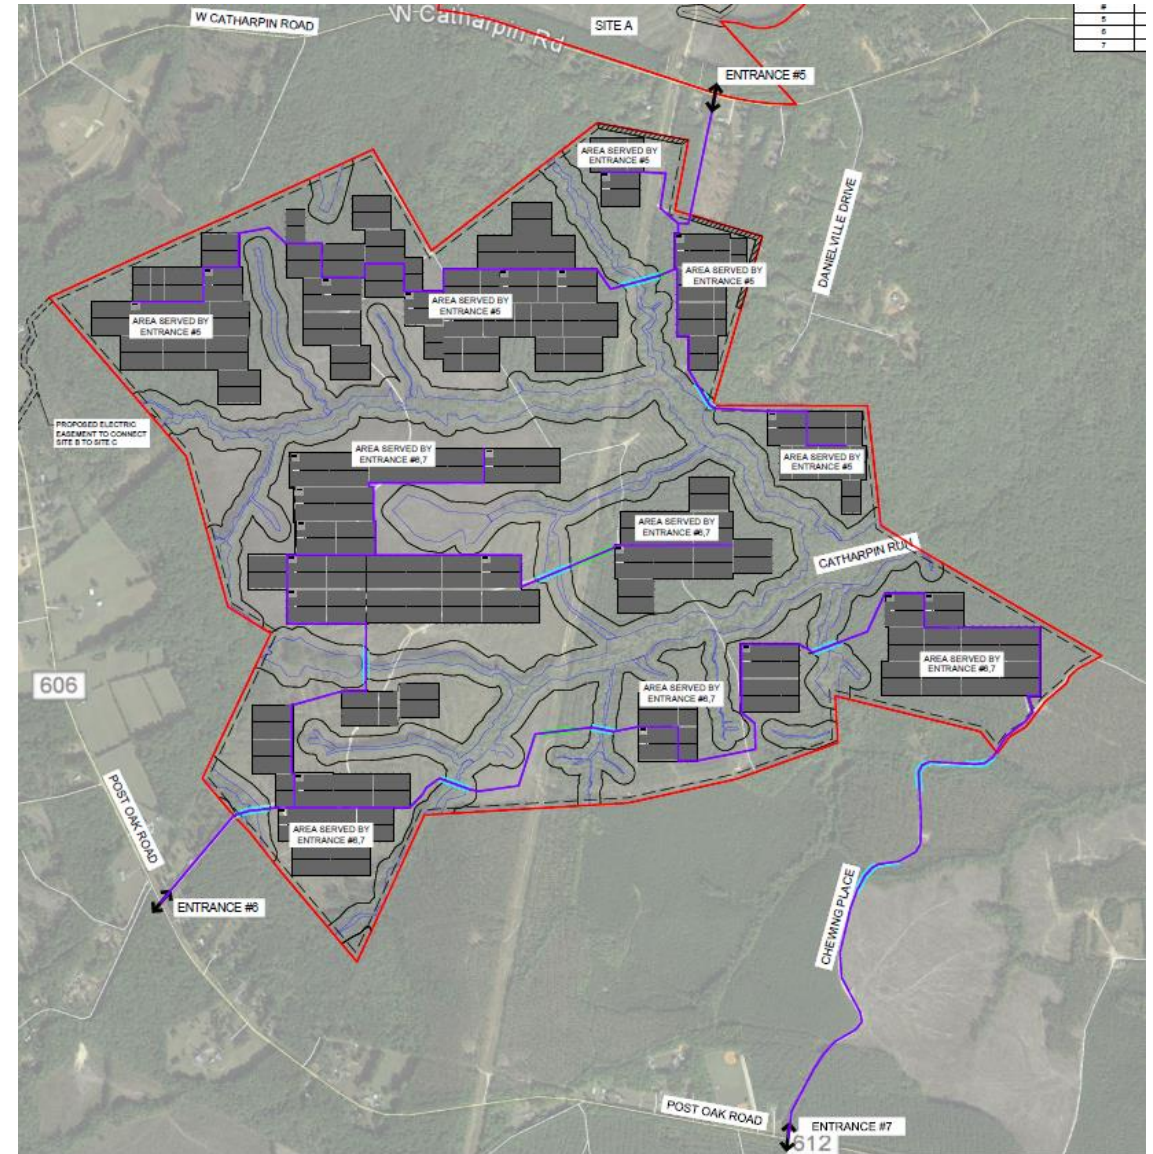 W CATHARPIN ROAD
N Catharpin Rd
SITE A
5
6
7
ENTRANCE #5
AREA SERVED BY
ENTRANCE #5
DANIELVILLE DRIVE
AREA SERVED BY
ENTRANCE #5
AREA SERVED BY
ENTRANCE #5
AREA SERVED BY
ENTRANCE #5
PROPOSED ELECTRIC
EASEMENT TO CONNECT
SITE B TO SITE C
AREA SERVED BY
ENTRANCE #6,7
AREA SERVED BY
ENTRANCE #5
AREA SERVED BY
ENTRANCE #6,7
CATHARPIN RUN
606
AREA SERVED BY
ENTRANCE #6,7
AREA SERVED BY
ENTRANCE #6,7
POST OAK ROAD
AREA SERVED BY
ENTRANCE #6,7
ENTRANCE #6
CHEWNING PLACE
POST OAK ROAD
ENTRANCE #7
612